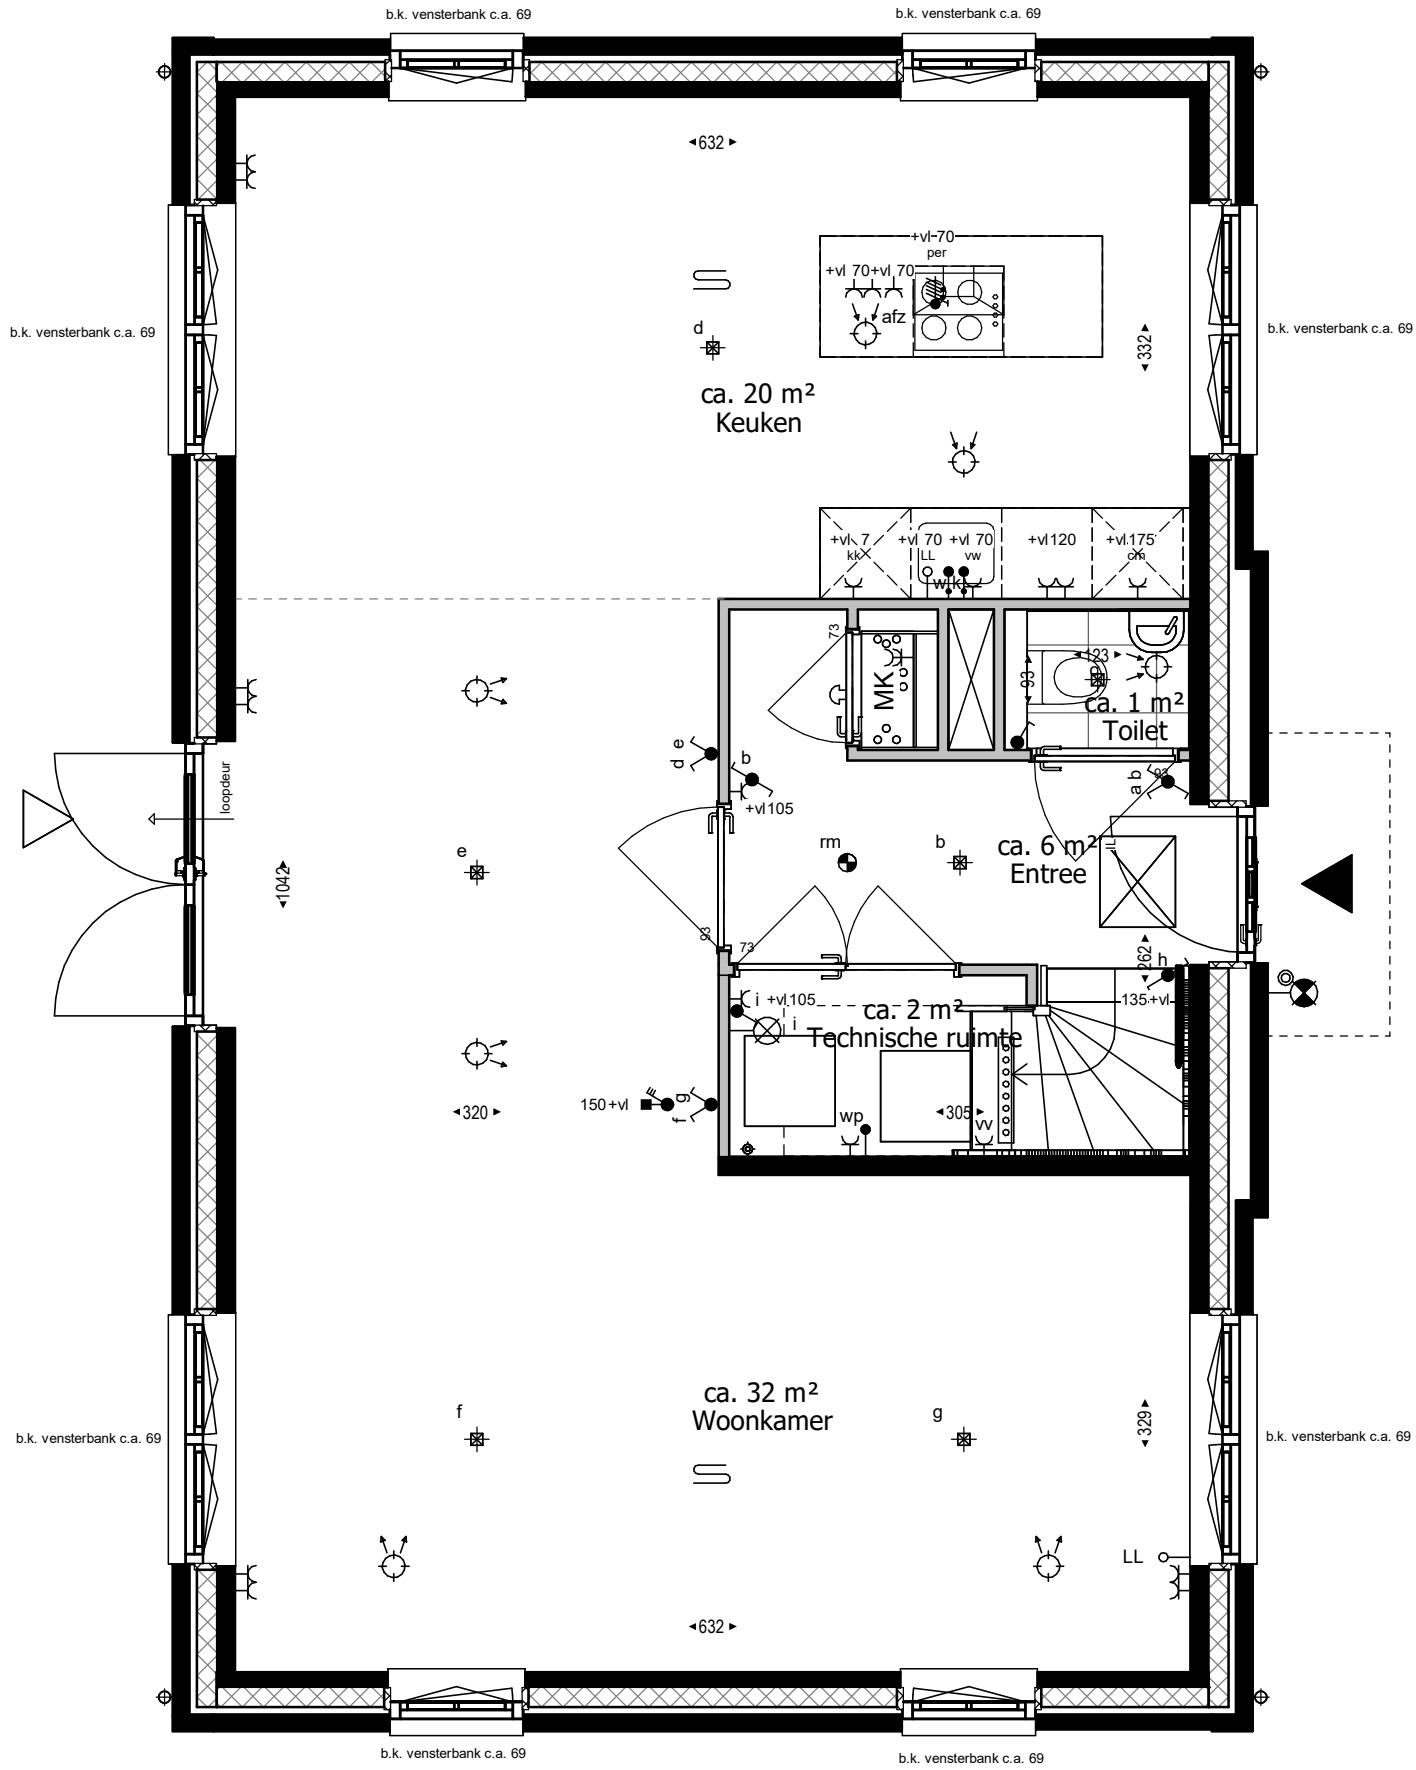 b.k. vensterbank c.a. 69
b.k. vensterbank c.a. 69
632
+vl 70
per
+vl 70 +vl 70
afz
d
b.k. vensterbank c.a. 69
332
b.k. vensterbank c.a. 69
ca. 20 m²
Keuken
+vl 7
kk
+vl 70
LL
+vl 70
vw
+vl 120
+vl 175
cm
w k
73
MK
123
93
ca. 1 m²
Toilet
d e
b
+vl 105
a b
93
loopdeur
e
rm
b
ca. 6 m²
Entree
1042
93
73
262
h
i
+vl 105
135+vl
i
ca. 2 m²
Technische ruimte
150+vl
f g
320
wp
305
vv
f
ca. 32 m²
Woonkamer
g
329
b.k. vensterbank c.a. 69
b.k. vensterbank c.a. 69
LL
632
b.k. vensterbank c.a. 69
b.k. vensterbank c.a. 69